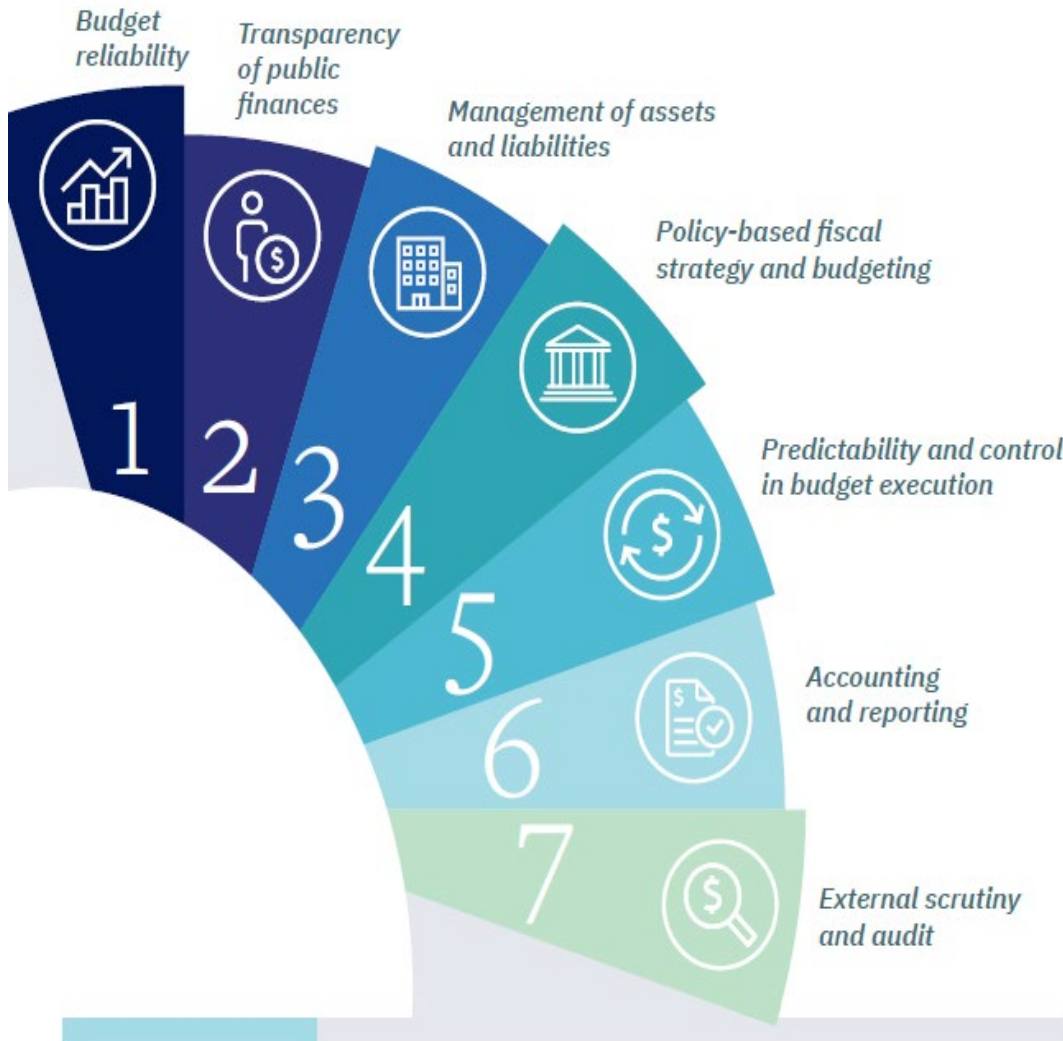 Budget
reliability
Transparency
of public
finances
Management of assets
and liabilities
Policy-based fiscal
strategy and budgeting
Predictability and control
in budget execution
Accounting
and reporting
External scrutiny
and audit
1
2
3
4
5
6
7
$
$
$
$